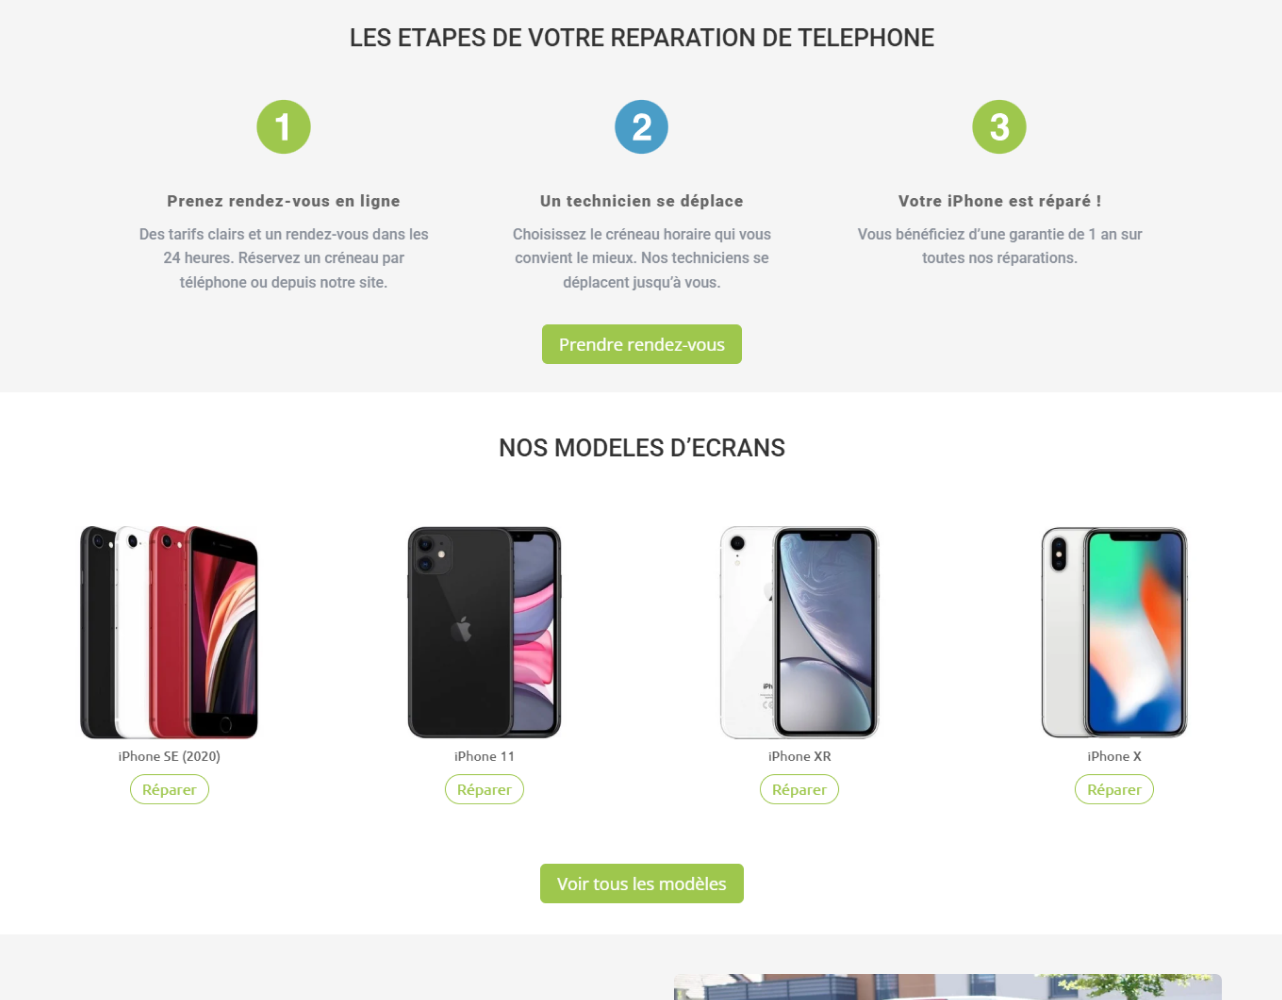 LES ETAPES DE VOTRE REPARATION DE TELEPHONE
1
2
3
Prenez rendez-vous en ligne
Des tarifs clairs et un rendez-vous dans les
24 heures. Réservez un créneau par
téléphone ou depuis notre site.
Un technicien se déplace
Choisissez le créneau horaire qui vous
convient le mieux. Nos techniciens se
déplacent jusqu’à vous.
Votre iPhone est réparé !
Vous bénéficiez d’une garantie de 1 an sur
toutes nos réparations.
Prendre rendez-vous
NOS MODELES D’ECRANS
iPhone SE (2020)
Réparer
iPhone 11
Réparer
iPhone XR
Réparer
iPhone X
Réparer
Voir tous les modèles